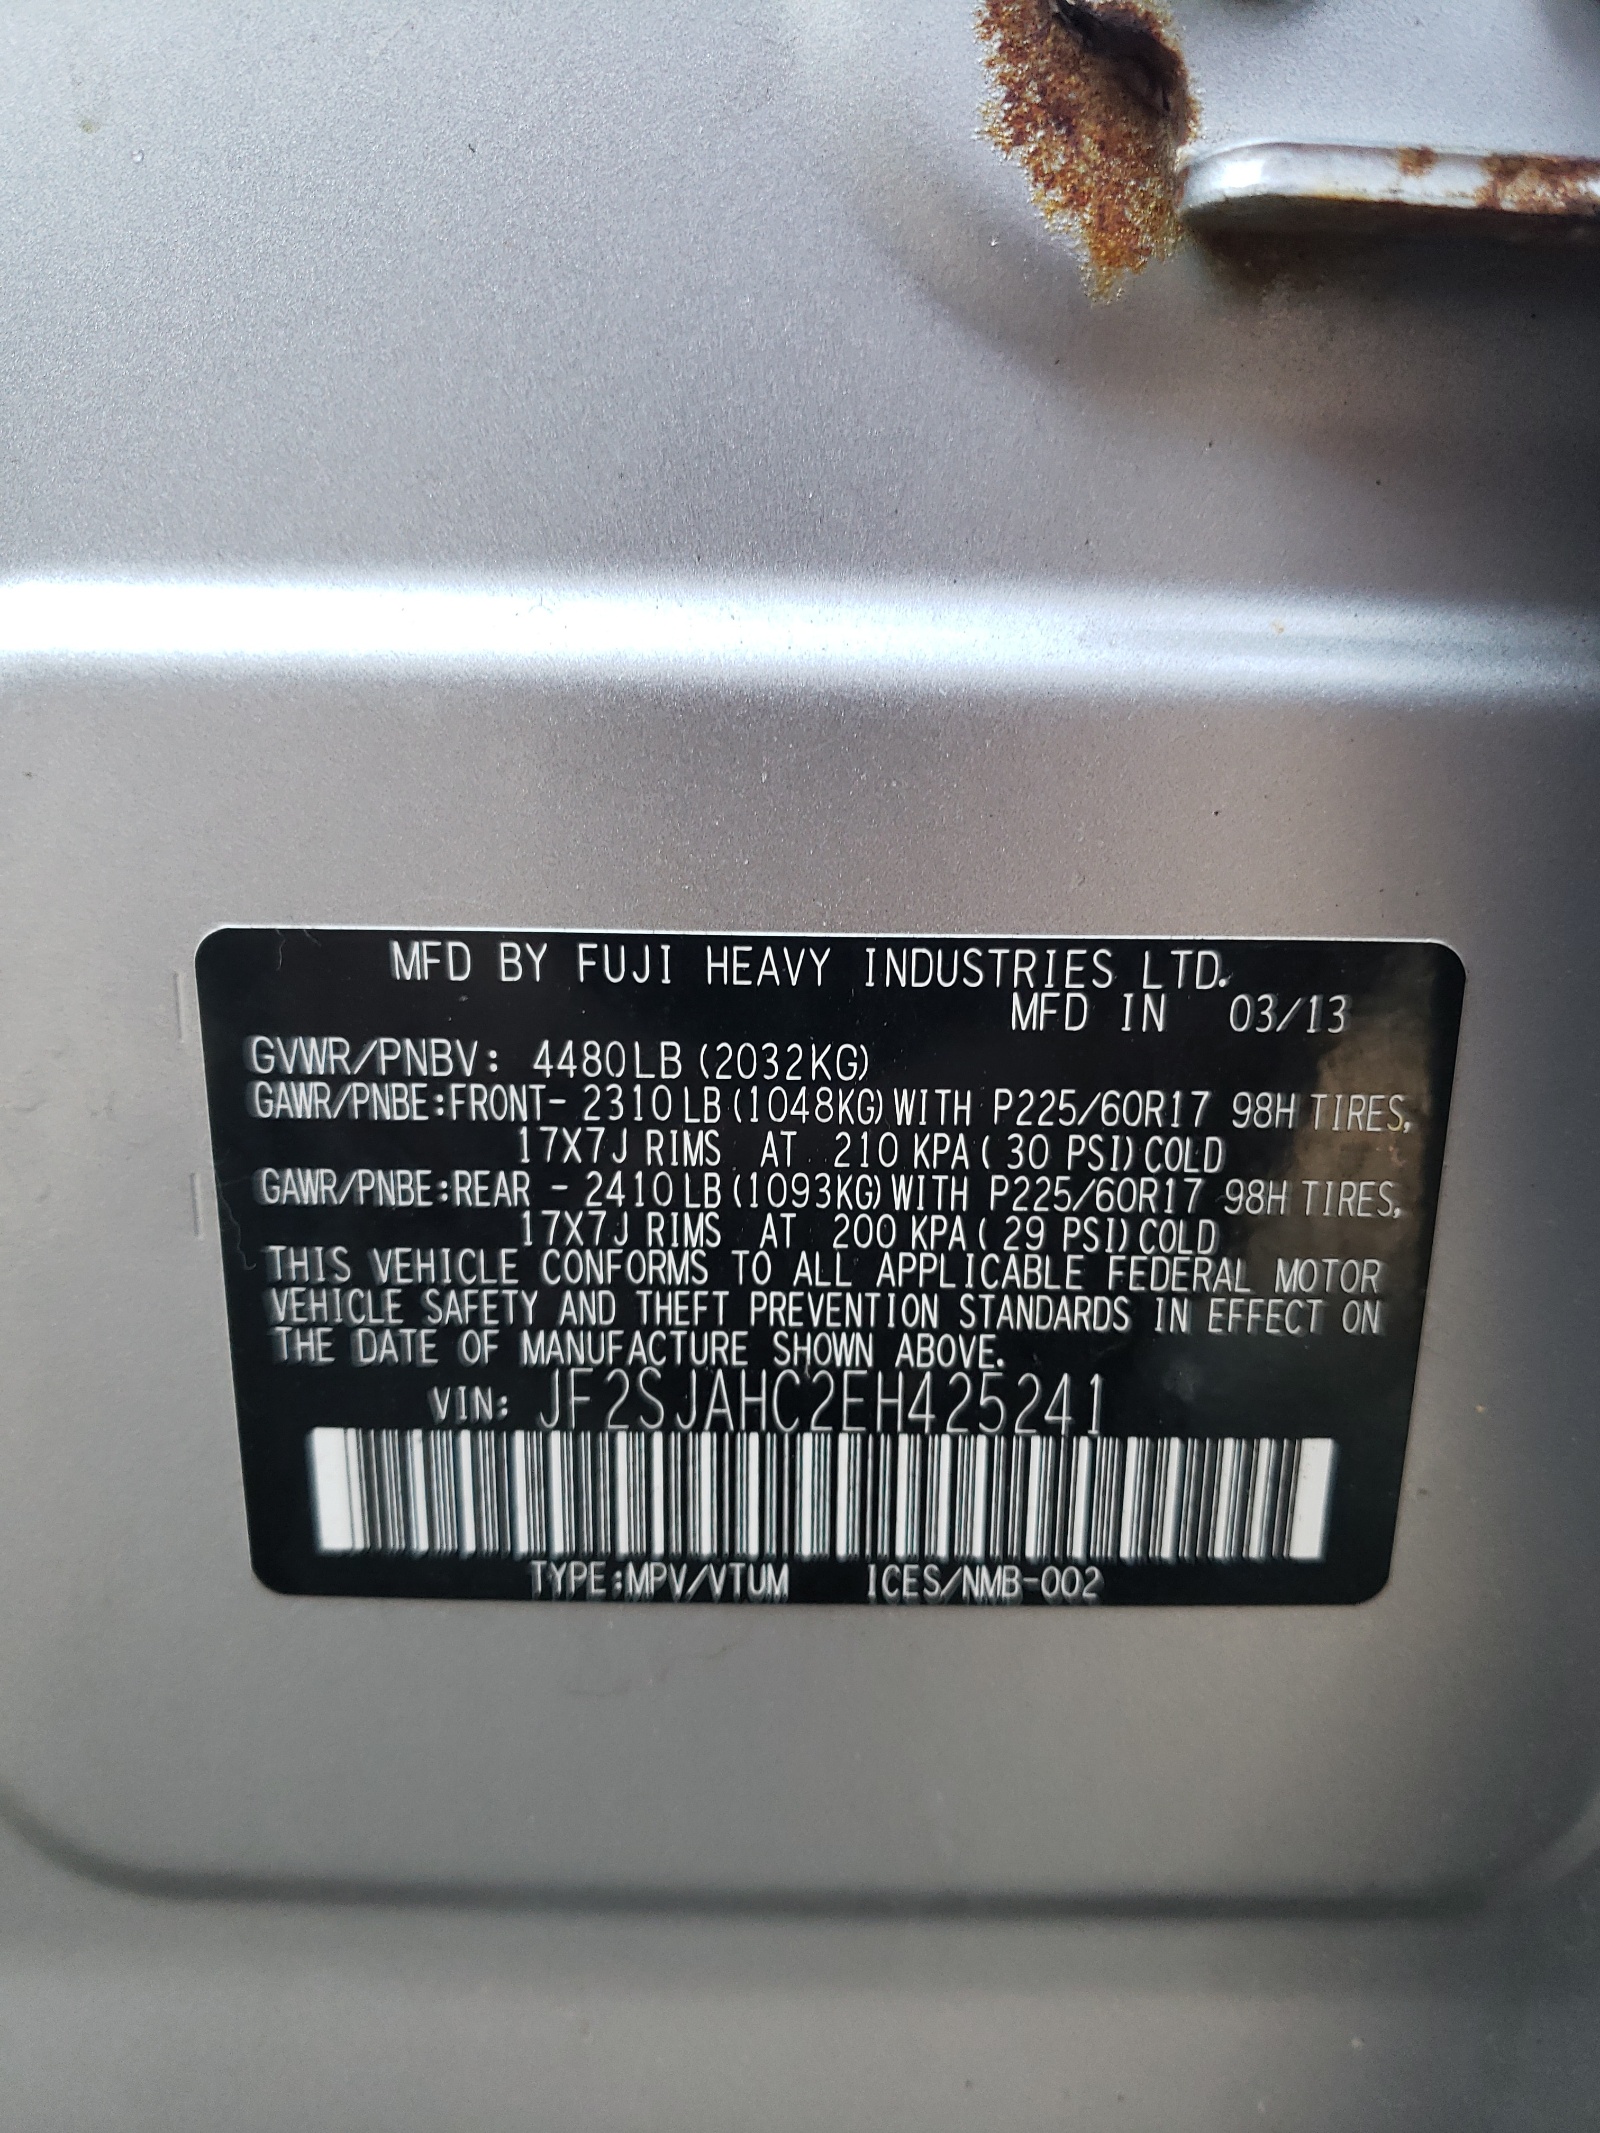 MFD BY FUJI HEAVY INDUSTRIES LTD.
MFD IN 03/13
GVWR/PNBV: 4480LB (2032KG)
GAWR/PNBE:FRONT- 2310LB (1048KG) WITH P225/60R17 98H TIRES,
17X7J RIMS AT 210 KPA ( 30 PSI) COLD
GAWR/PNBE:REAR - 2410LB (1093KG) WITH P225/60R17 98H TIRES,
17X7J RIMS AT 200 KPA ( 29 PSI) COLD
THIS VEHICLE CONFORMS TO ALL APPLICABLE FEDERAL MOTOR
VEHICLE SAFETY AND THEFT PREVENTION STANDARDS IN EFFECT ON
THE DATE OF MANUFACTURE SHOWN ABOVE.
VIN: JF2SJAHC2EH425241
TYPE:MPV/VTUM ICES/NMB-002